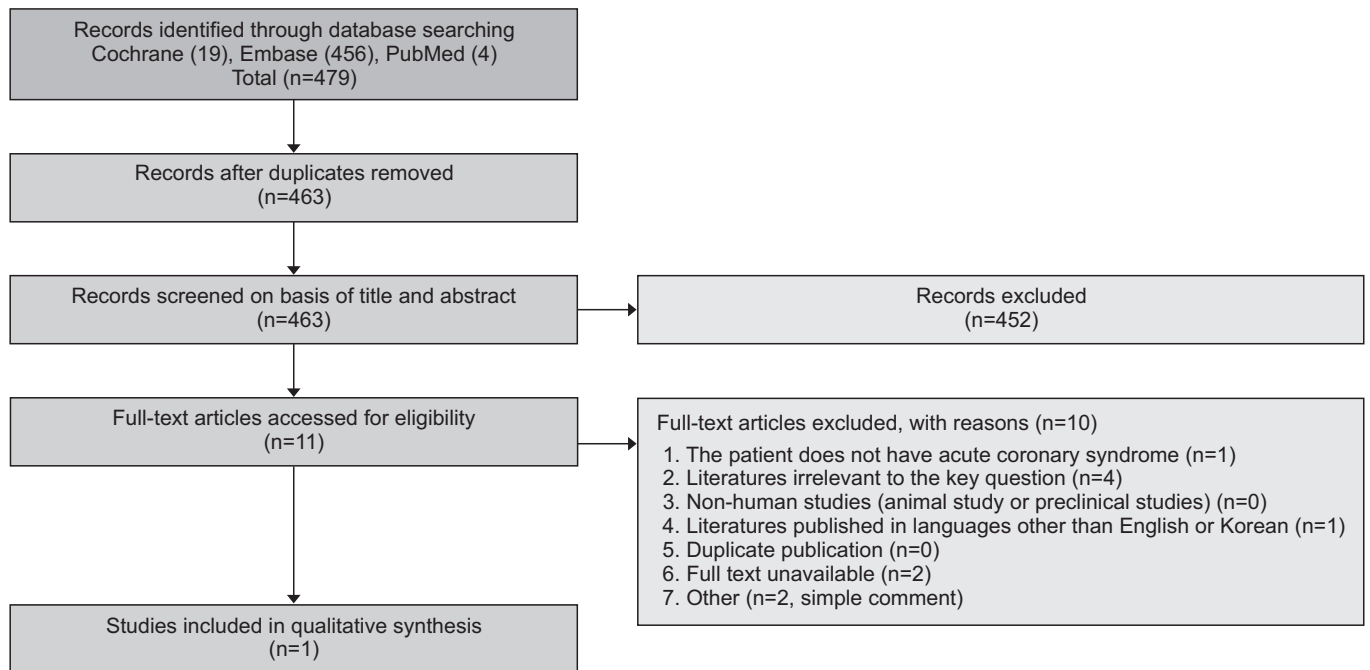 Records identified through database searching
Cochrane (19), Embase (456), PubMed (4)
Total (n=479)
Records after duplicates removed
(n=463)
Records screened on basis of title and abstract
(n=463)
Records excluded
(n=452)
Full-text articles accessed for eligibility
(n=11)
Full-text articles excluded, with reasons (n=10)
1. The patient does not have acute coronary syndrome (n=1)
2. Literatures irrelevant to the key question (n=4)
3. Non-human studies (animal study or preclinical studies) (n=0)
4. Literatures published in languages other than English or Korean (n=1)
5. Duplicate publication (n=0)
6. Full text unavailable (n=2)
7. Other (n=2, simple comment)
Studies included in qualitative synthesis
(n=1)